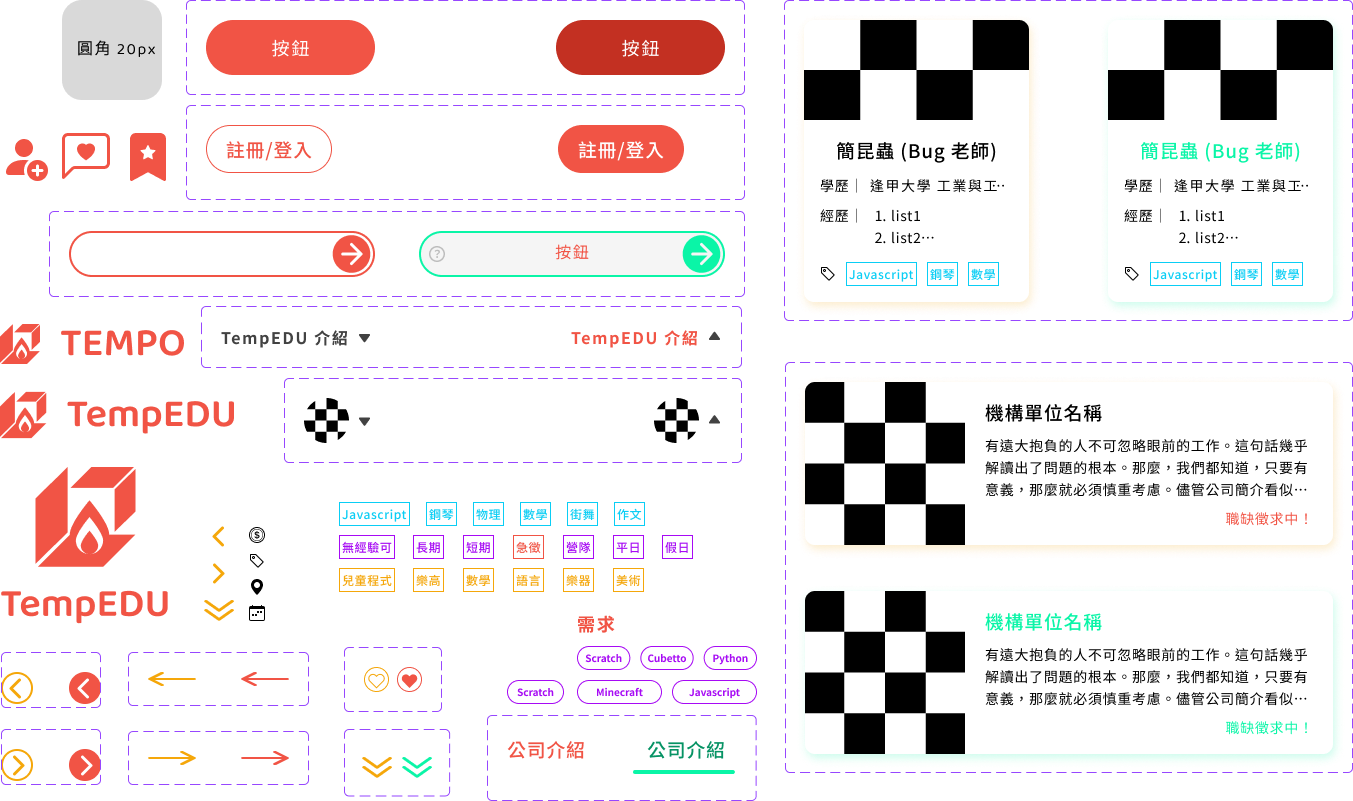 圓角 20px
按鈕
按鈕
註冊/登入
註冊/登入
按鈕
?
TEMPO
TempEDU 介紹
TempEDU 介紹
TempEDU
TempEDU
$
Javascript
鋼琴
物理
數學
街舞
作文
無經驗可
長期
短期
急徵
營隊
平日
假日
兒童程式
樂高
數學
語言
樂器
美術
需求
Scratch
Cubetto
Python
Scratch
Minecraft
Javascript
公司介紹
公司介紹
簡昆蟲 (Bug 老師)
學歷｜ 逢甲大學 工業與工…
經歷｜ 1. list1
2. list2…
Javascript
鋼琴
數學
簡昆蟲 (Bug 老師)
學歷｜ 逢甲大學 工業與工…
經歷｜ 1. list1
2. list2…
Javascript
鋼琴
數學
機構單位名稱
有遠大抱負的人不可忽略眼前的工作。這句話幾乎
解讀出了問題的根本。那麼，我們都知道，只要有
意義，那麼就必須慎重考慮。儘管公司簡介看似…
職缺徵求中！
機構單位名稱
有遠大抱負的人不可忽略眼前的工作。這句話幾乎
解讀出了問題的根本。那麼，我們都知道，只要有
意義，那麼就必須慎重考慮。儘管公司簡介看似…
職缺徵求中！